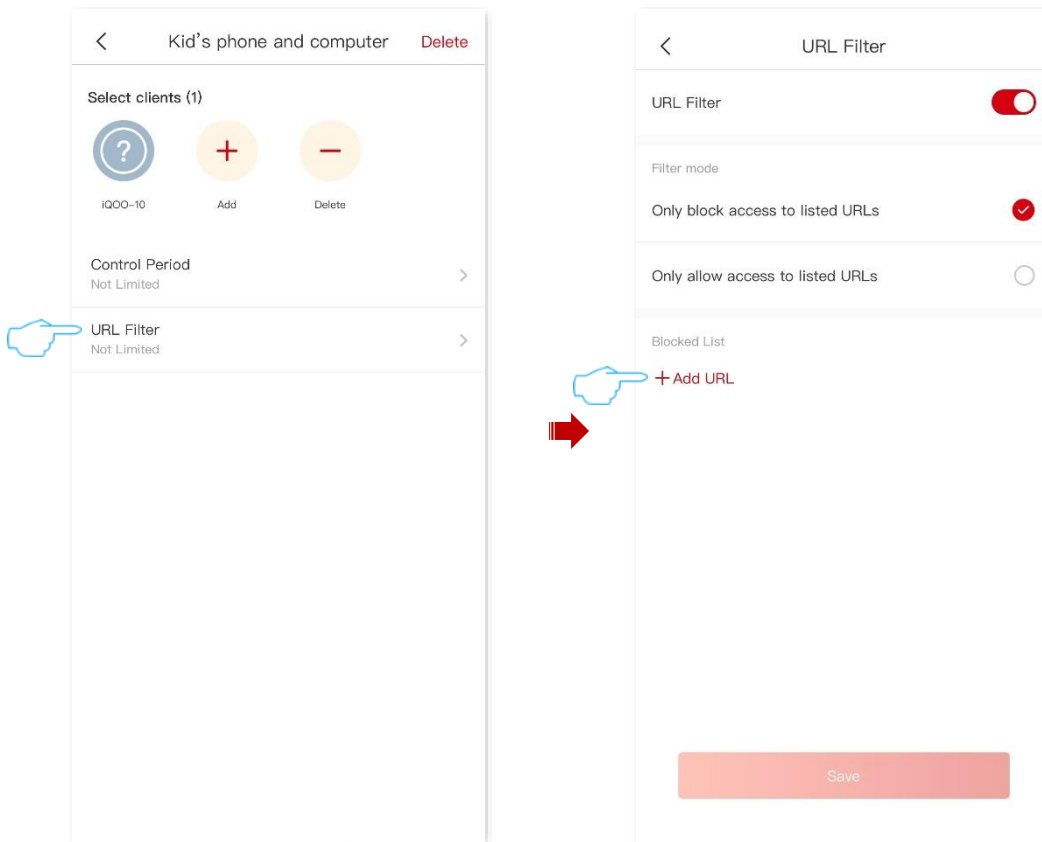 Kid's phone and computer Delete
Select clients (1)
?
iQOO-10 Add Delete
Control Period
Not Limited
URL Filter
Not Limited
URL Filter
URL Filter
Filter mode
Only block access to listed URLs
Only allow access to listed URLs
Blocked List
+ Add URL
Save